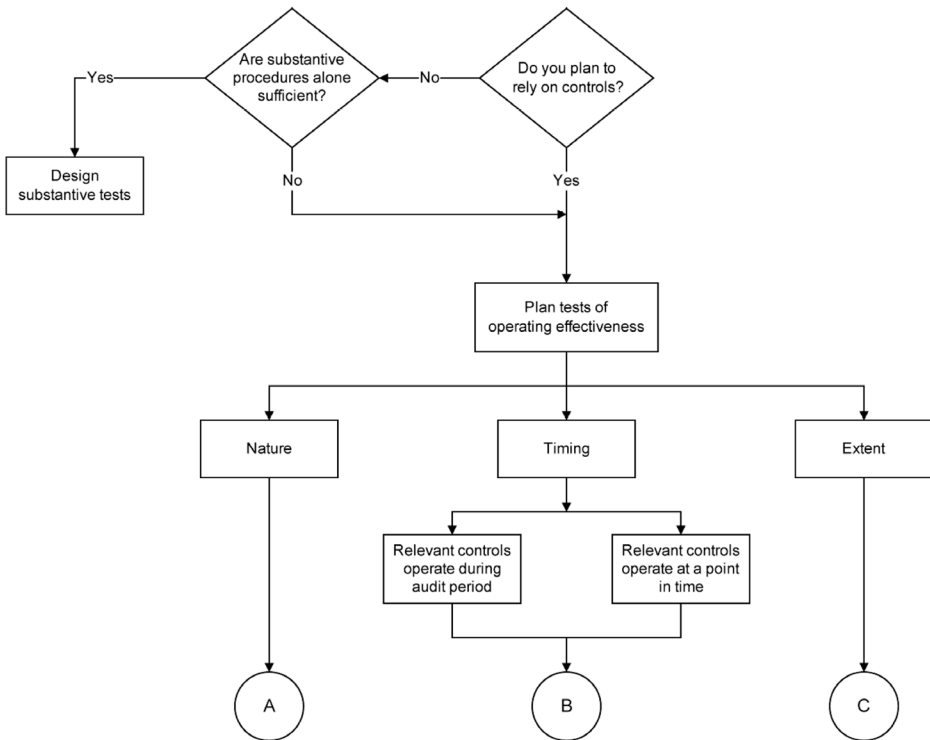 Are substantive
procedures alone
sufficient?
Do you plan to
rely on controls?
Yes
No
Design
substantive tests
No
Yes
Plan tests of
operating effectiveness
Nature
Timing
Extent
Relevant controls
operate during
audit period
Relevant controls
operate at a point
in time
A
B
C